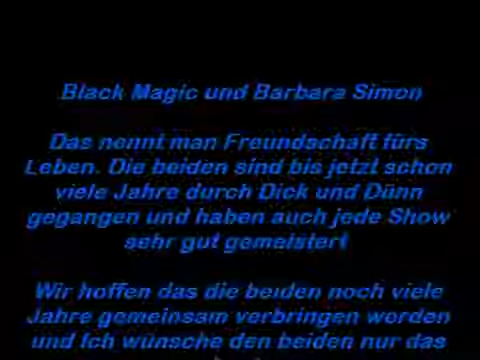 Black Magic und Barbara Simon
Das nennt man Freundschaft fürs
Leben. Die beiden sind bis jetzt schon
viele Jahre durch Dick und Dünn
gegangen und haben auch jede Show
sehr gut gemeistert
Wir hoffen das die beiden noch viele
Jahre gemeinsam verbringen werden
und Ich wünsche den beiden nur das